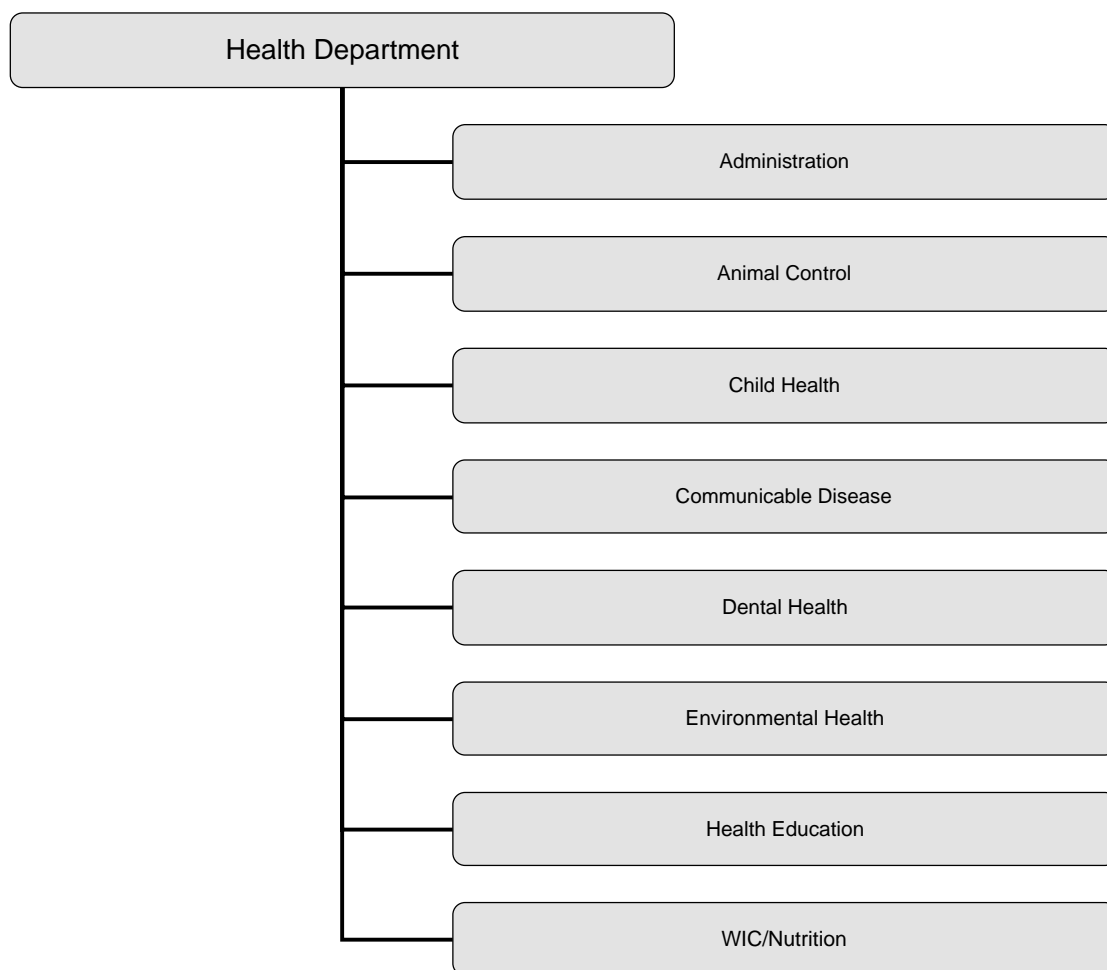 Health Department
Administration
Animal Control
Child Health
Communicable Disease
Dental Health
Environmental Health
Health Education
WIC/Nutrition